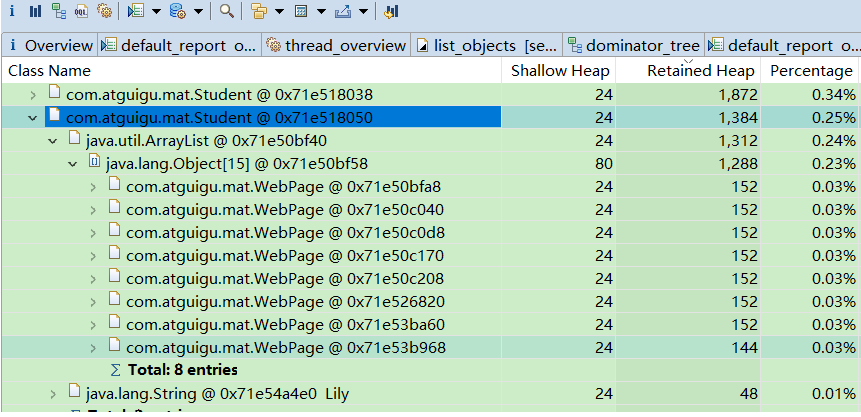 i Overview default_report o... thread_overview list_objects [se... dominator_tree default_report o...
Class Name Shallow Heap Retained Heap Percentage
com.atguigu.mat.Student @ 0x71e518038 24 1,872 0.34%
com.atguigu.mat.Student @ 0x71e518050 24 1,384 0.25%
java.util.ArrayList @ 0x71e50bf40 24 1,312 0.24%
java.lang.Object[15] @ 0x71e50bf58 80 1,288 0.23%
com.atguigu.mat.WebPage @ 0x71e50bfa8 24 152 0.03%
com.atguigu.mat.WebPage @ 0x71e50c040 24 152 0.03%
com.atguigu.mat.WebPage @ 0x71e50c0d8 24 152 0.03%
com.atguigu.mat.WebPage @ 0x71e50c170 24 152 0.03%
com.atguigu.mat.WebPage @ 0x71e50c208 24 152 0.03%
com.atguigu.mat.WebPage @ 0x71e526820 24 152 0.03%
com.atguigu.mat.WebPage @ 0x71e53ba60 24 152 0.03%
com.atguigu.mat.WebPage @ 0x71e53b968 24 144 0.03%
Σ Total: 8 entries
java.lang.String @ 0x71e54a4e0 Lily 24 48 0.01%